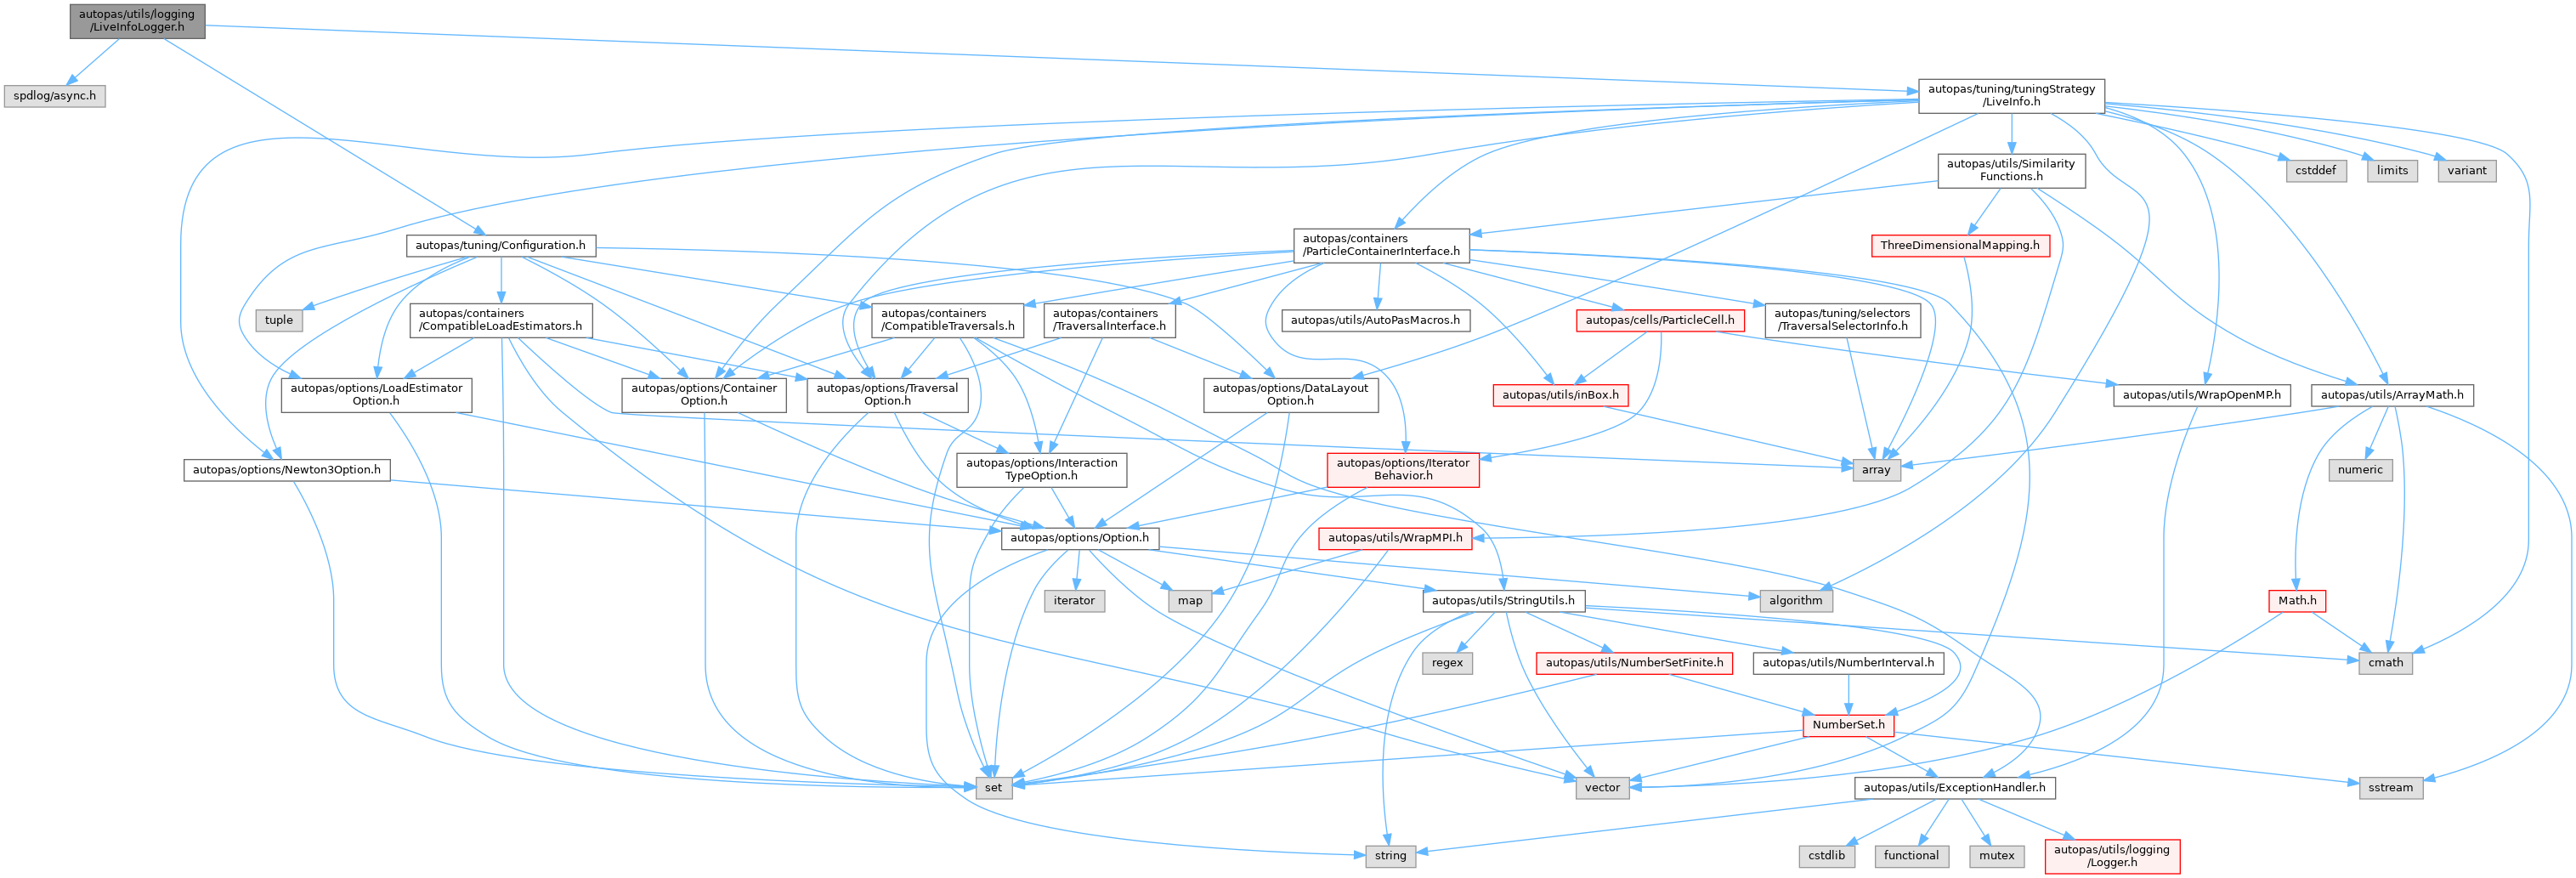 autopas/utils/logging
/LiveInfoLogger.h
spdlog/async.h
autopas/tuning/tuningStrategy
/LiveInfo.h
autopas/utils/Similarity
Functions.h
cstddef
limits
variant
autopas/tuning/Configuration.h
autopas/containers
/ParticleContainerInterface.h
ThreeDimensionalMapping.h
tuple
autopas/containers
/CompatibleLoadEstimators.h
autopas/containers
/CompatibleTraversals.h
autopas/containers
/TraversalInterface.h
autopas/utils/AutoPasMacros.h
autopas/cells/ParticleCell.h
autopas/tuning/selectors
/TraversalSelectorInfo.h
autopas/options/LoadEstimator
Option.h
autopas/options/Container
Option.h
autopas/options/Traversal
Option.h
autopas/options/DataLayout
Option.h
autopas/utils/inBox.h
autopas/utils/WrapOpenMP.h
autopas/utils/ArrayMath.h
autopas/options/Newton3Option.h
autopas/options/Interaction
TypeOption.h
autopas/options/Iterator
Behavior.h
array
numeric
autopas/options/Option.h
autopas/utils/WrapMPI.h
iterator
map
autopas/utils/StringUtils.h
algorithm
Math.h
regex
autopas/utils/NumberSetFinite.h
autopas/utils/NumberInterval.h
cmath
NumberSet.h
set
vector
autopas/utils/ExceptionHandler.h
sstream
string
cstdlib
functional
mutex
autopas/utils/logging
/Logger.h